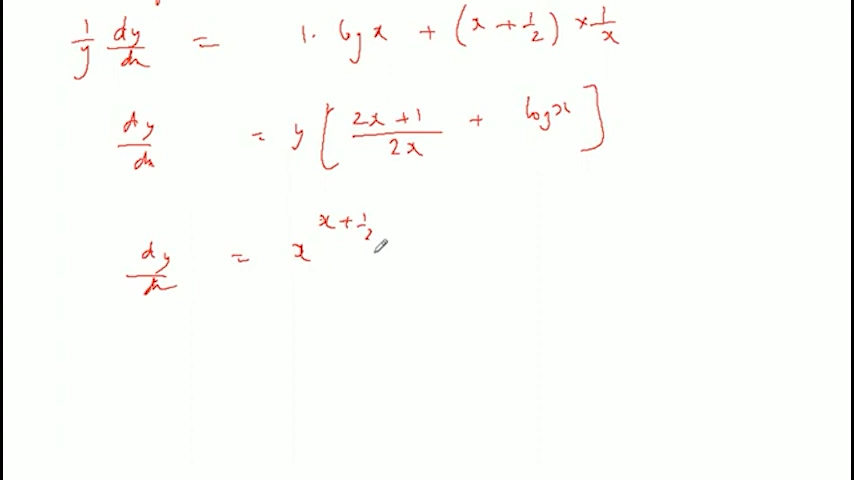 1/y dy/dx = 1. log x + (x + 1/2) × 1/x
dy/dx = y [ 2x + 1 / 2x + log x ]
dy/dx = x^(x + 1/2)